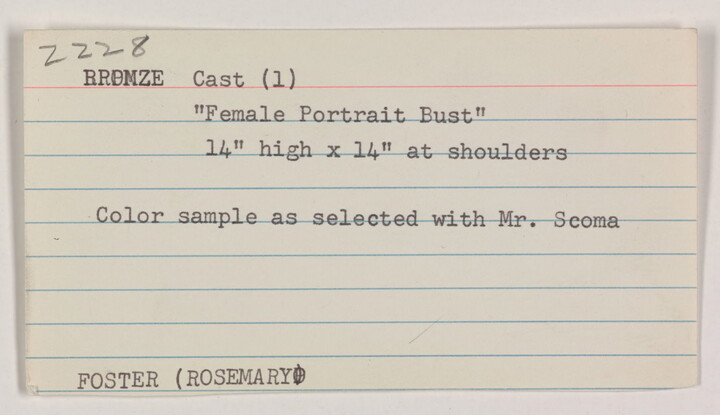 2228
BRONZE Cast (1)
"Female Portrait Bust"
14" high x 14" at shoulders
Color sample as selected with Mr. Scoma
FOSTER (ROSEMARY)